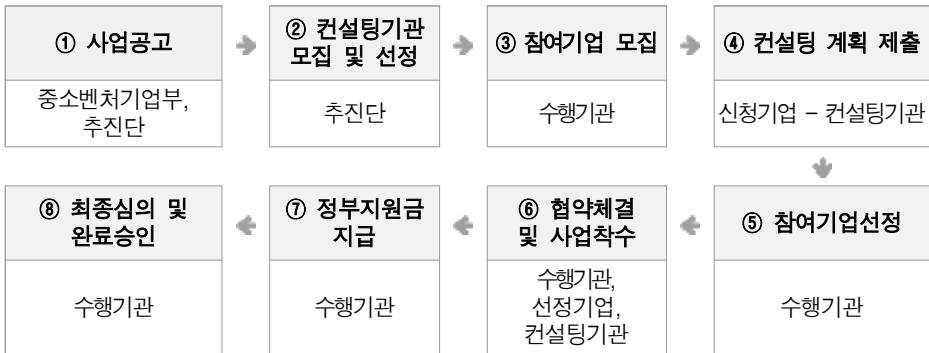 ① 사업공고
중소벤처기업부,
추진단
② 컨설팅기관
모집 및 선정
추진단
③ 참여기업 모집
수행기관
④ 컨설팅 계획 제출
신청기업 – 컨설팅기관
⑤ 참여기업선정
수행기관
⑥ 협약체결
및 사업착수
수행기관,
선정기업,
컨설팅기관
⑦ 정부지원금
지급
수행기관
⑧ 최종심의 및
완료승인
수행기관